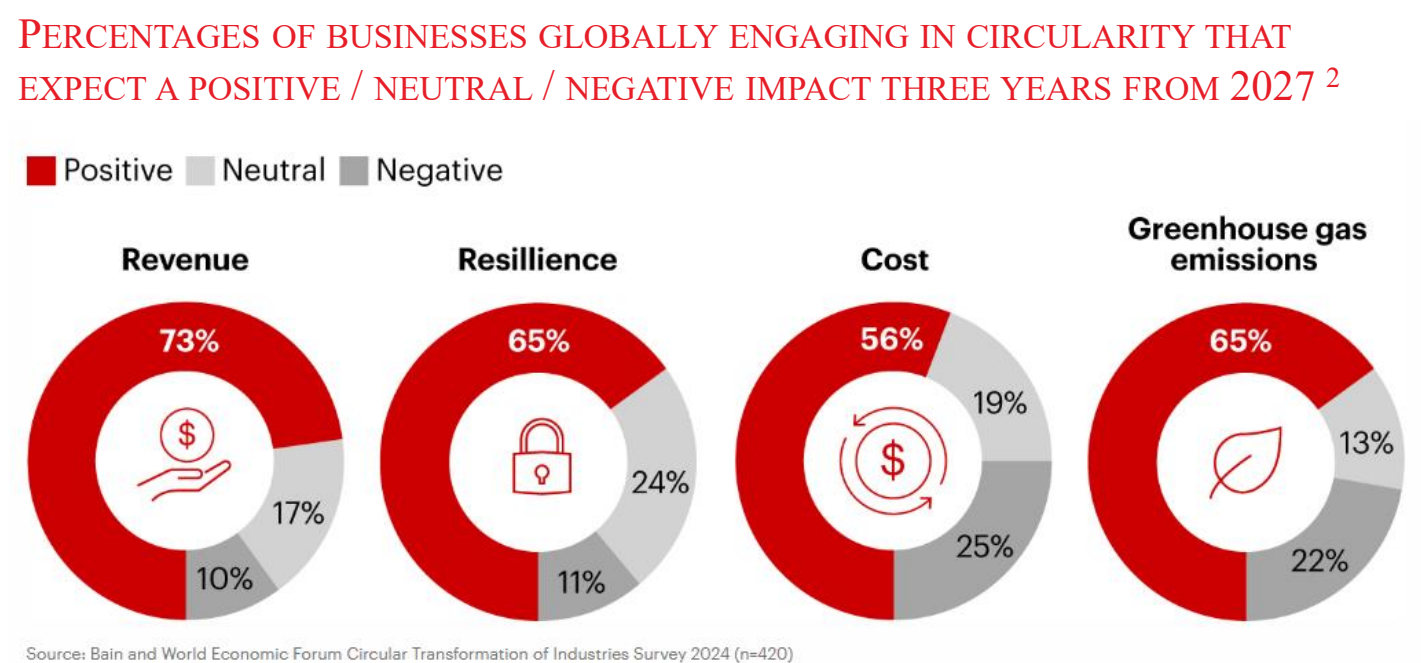 PERCENTAGES OF BUSINESSES GLOBALLY ENGAGING IN CIRCULARITY THAT
EXPECT A POSITIVE / NEUTRAL / NEGATIVE IMPACT THREE YEARS FROM 2027 2
Positive Neutral Negative
Revenue
73%
17%
10%
$
Resillience
65%
24%
11%
Cost
56%
19%
25%
$
Greenhouse gas
emissions
65%
13%
22%
Source: Bain and World Economic Forum Circular Transformation of Industries Survey 2024 (n=420)